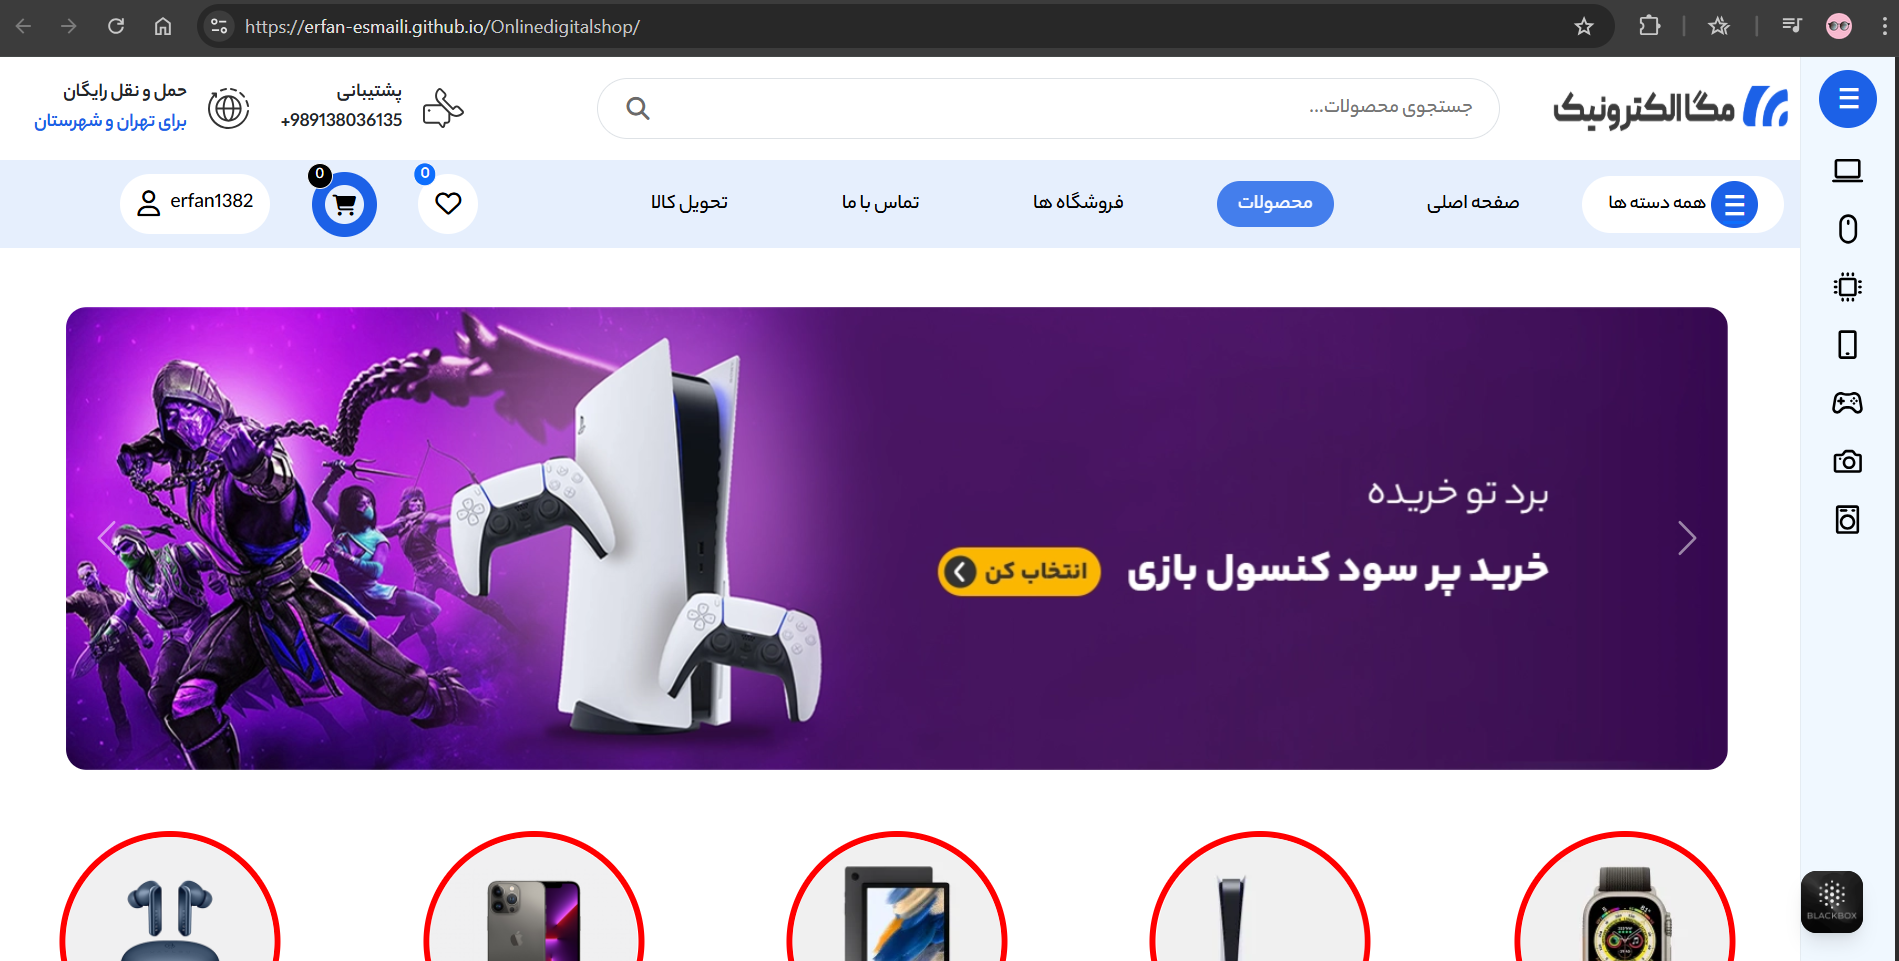 https://erfan-esmaili.github.io/Onlinedigitalshop/
مگا الکترونیک
جستجوی محصولات...
پشتیبانی
+989138036135
حمل و نقل رایگان
برای تهران و شهرستان
همه دسته ها
صفحه اصلی
محصولات
فروشگاه ها
تماس با ما
تحویل کالا
0
0
erfan1382
برد تو خریده
خرید پر سود کنسول بازی
انتخاب کن
BLACKBOX